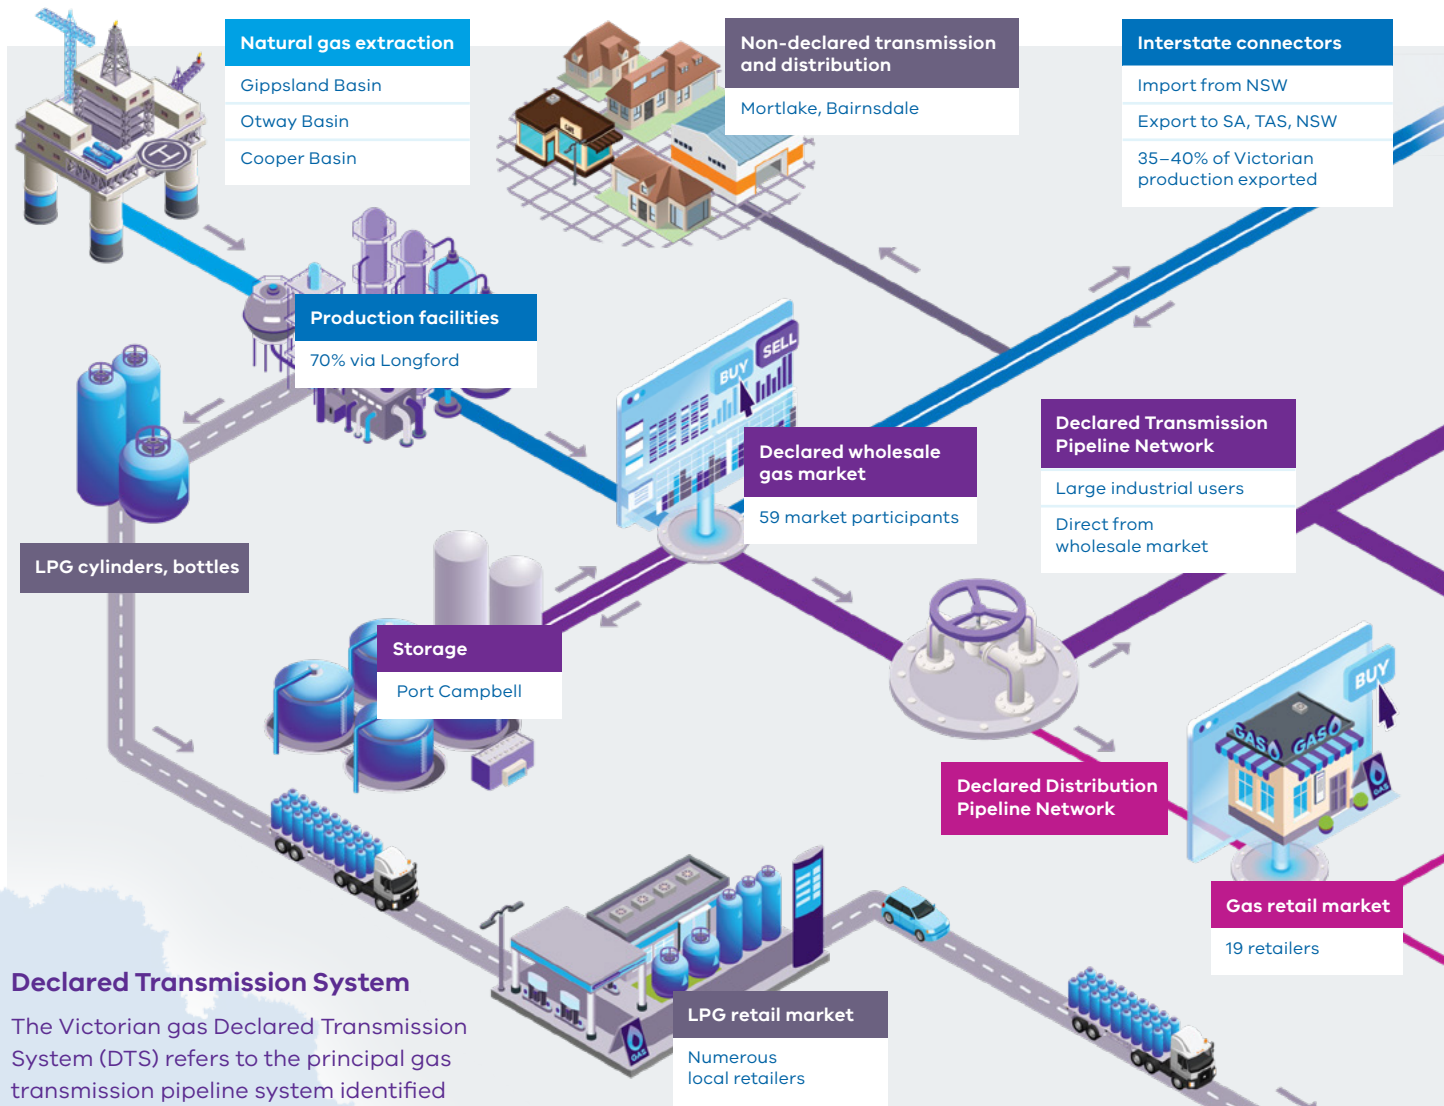 Natural gas extraction
Gippsland Basin
Otway Basin
Cooper Basin
Non-declared transmission
and distribution
Mortlake, Bairnsdale
Interstate connectors
Import from NSW
Export to SA, TAS, NSW
35–40% of Victorian
production exported
Production facilities
70% via Longford
BUY
SELL
Declared wholesale
gas market
59 market participants
Declared Transmission
Pipeline Network
Large industrial users
Direct from
wholesale market
LPG cylinders, bottles
Storage
Port Campbell
BUY
GAS
GAS
GAS
Declared Distribution
Pipeline Network
Gas retail market
19 retailers
GAS
LPG retail market
Numerous
local retailers
Declared Transmission System
The Victorian gas Declared Transmission
System (DTS) refers to the principal gas
transmission pipeline system identified